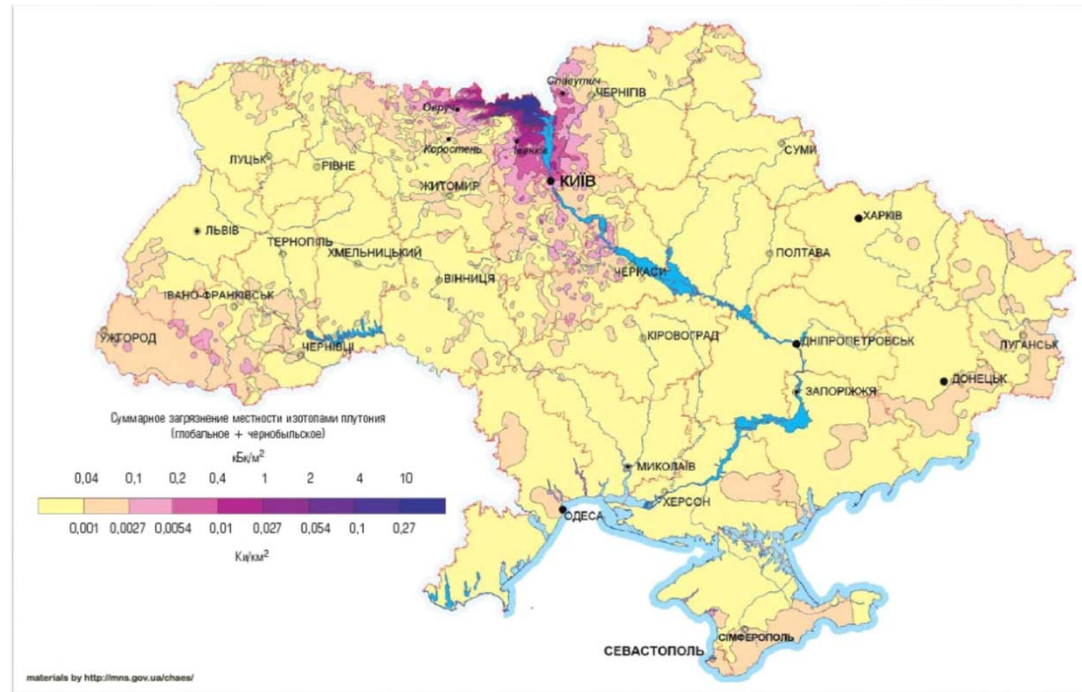 Славутич
ЧЕРНІГІВ
Овруч
Коростень
Іванків
СУМИ
ЛУЦЬК
РІВНЕ
КИЇВ
ЖИТОМИР
ХАРКІВ
ЛЬВІВ
ТЕРНОПІЛЬ
ХМЕЛЬНИЦЬКИЙ
ПОЛТАВА
ВІННИЦЯ
ЧЕРКАСИ
ІВАНО-ФРАНКІВСЬК
УЖГОРОД
КІРОВОГРАД
ДНІПРОПЕТРОВСЬК
ЛУГАНСЬК
ЧЕРНІВЦІ
ДОНЕЦЬК
ЗАПОРІЖЖЯ
Суммарное загрязнение местности изотопами плутония
(глобальное + чернобыльское)
кБк/м²
0,04 0,2 0,4 1 2 4 10
0,001 0,0027 0,0054 0,01 0,027 0,054 0,1 0,27
Ки/км²
МИКОЛАЇВ
ХЕРСОН
ОДЕСА
СІМФЕРОПОЛЬ
СЕВАСТОПОЛЬ
materials by http://mns.gov.ua/chaes/